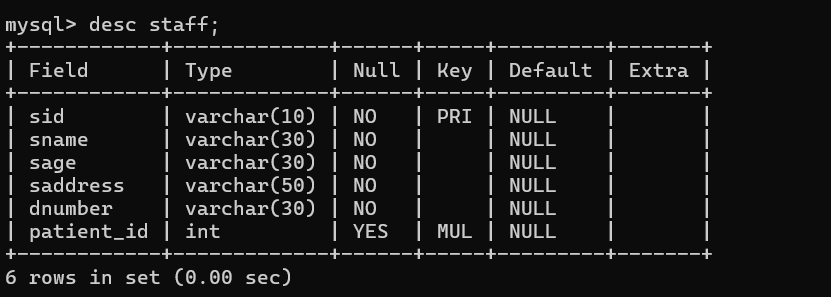 mysql> desc staff;
+------------+-------------+------+-----+---------+-------+
| Field      | Type        | Null | Key | Default | Extra |
+------------+-------------+------+-----+---------+-------+
| sid        | varchar(10) | NO   | PRI | NULL    |       |
| sname      | varchar(30) | NO   |     | NULL    |       |
| sage       | varchar(30) | NO   |     | NULL    |       |
| saddress   | varchar(50) | NO   |     | NULL    |       |
| dnumber    | varchar(30) | NO   |     | NULL    |       |
| patient_id | int         | YES  | MUL | NULL    |       |
+------------+-------------+------+-----+---------+-------+
6 rows in set (0.00 sec)